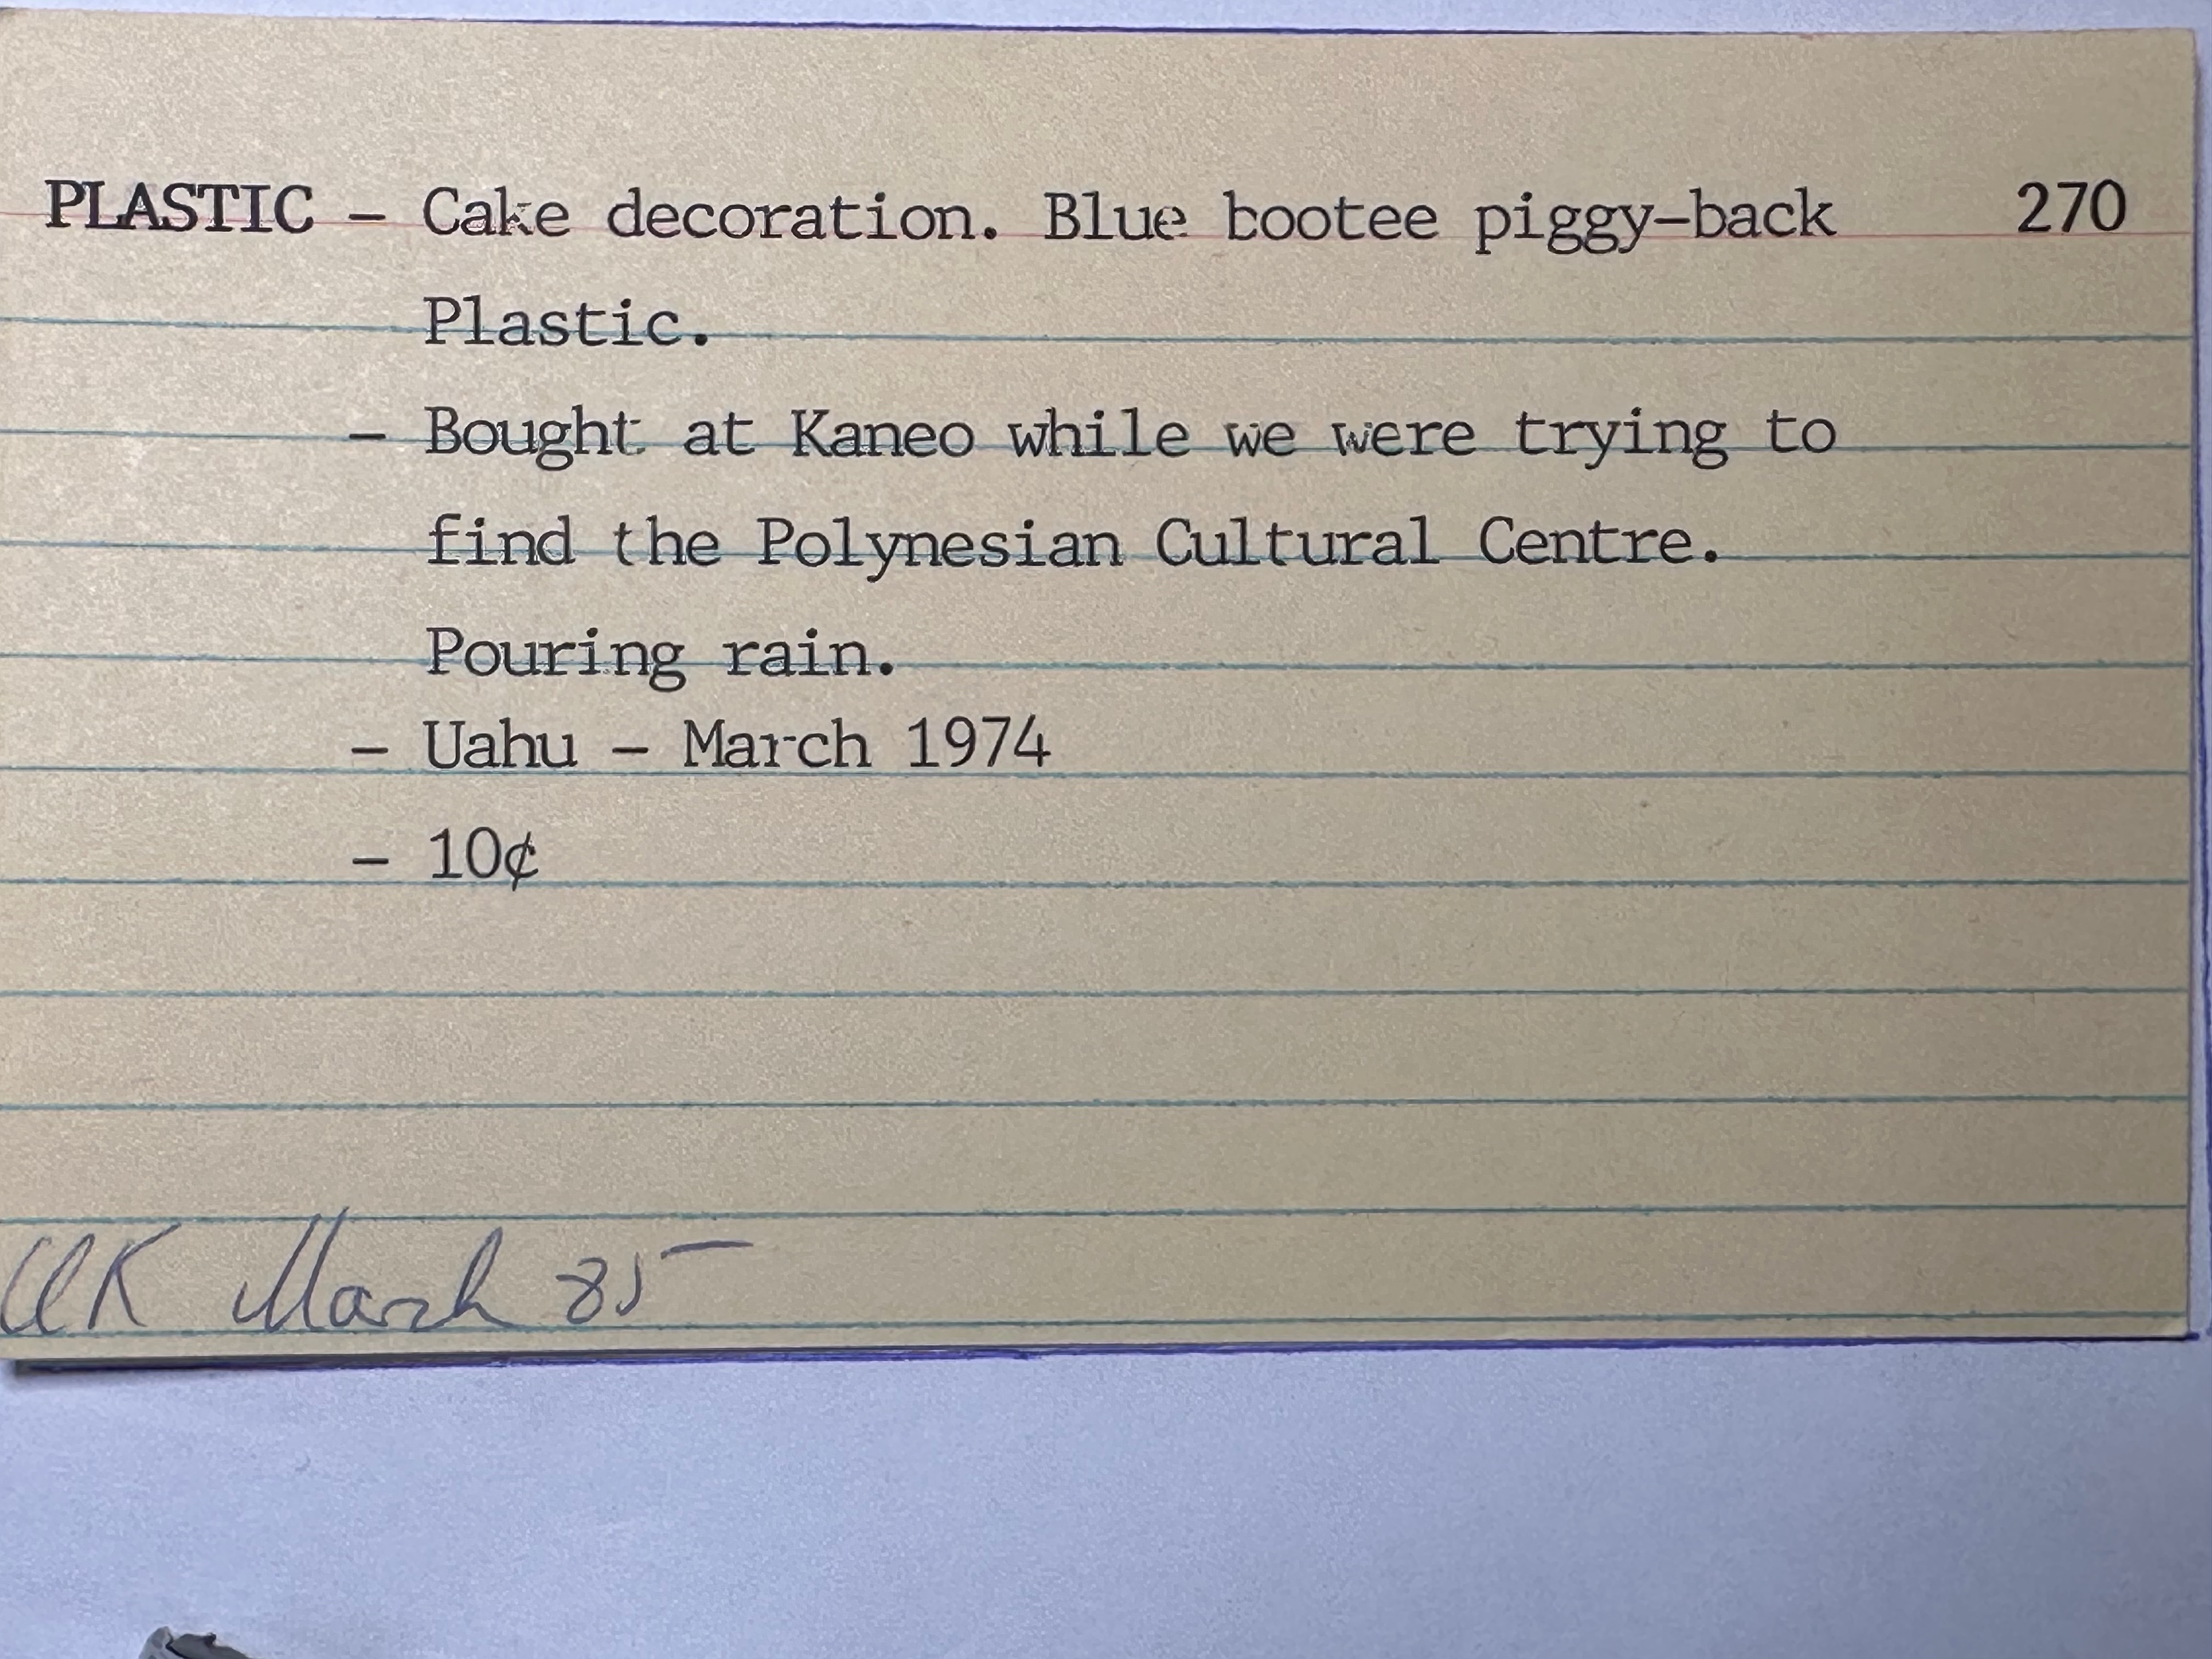 PLASTIC - Cake decoration. Blue bootee piggy-back 270
Plastic.
- Bought at Kaneo while we were trying to
find the Polynesian Cultural Centre.
Pouring rain.
- Uahu - March 1974
- 10¢
UK March 85